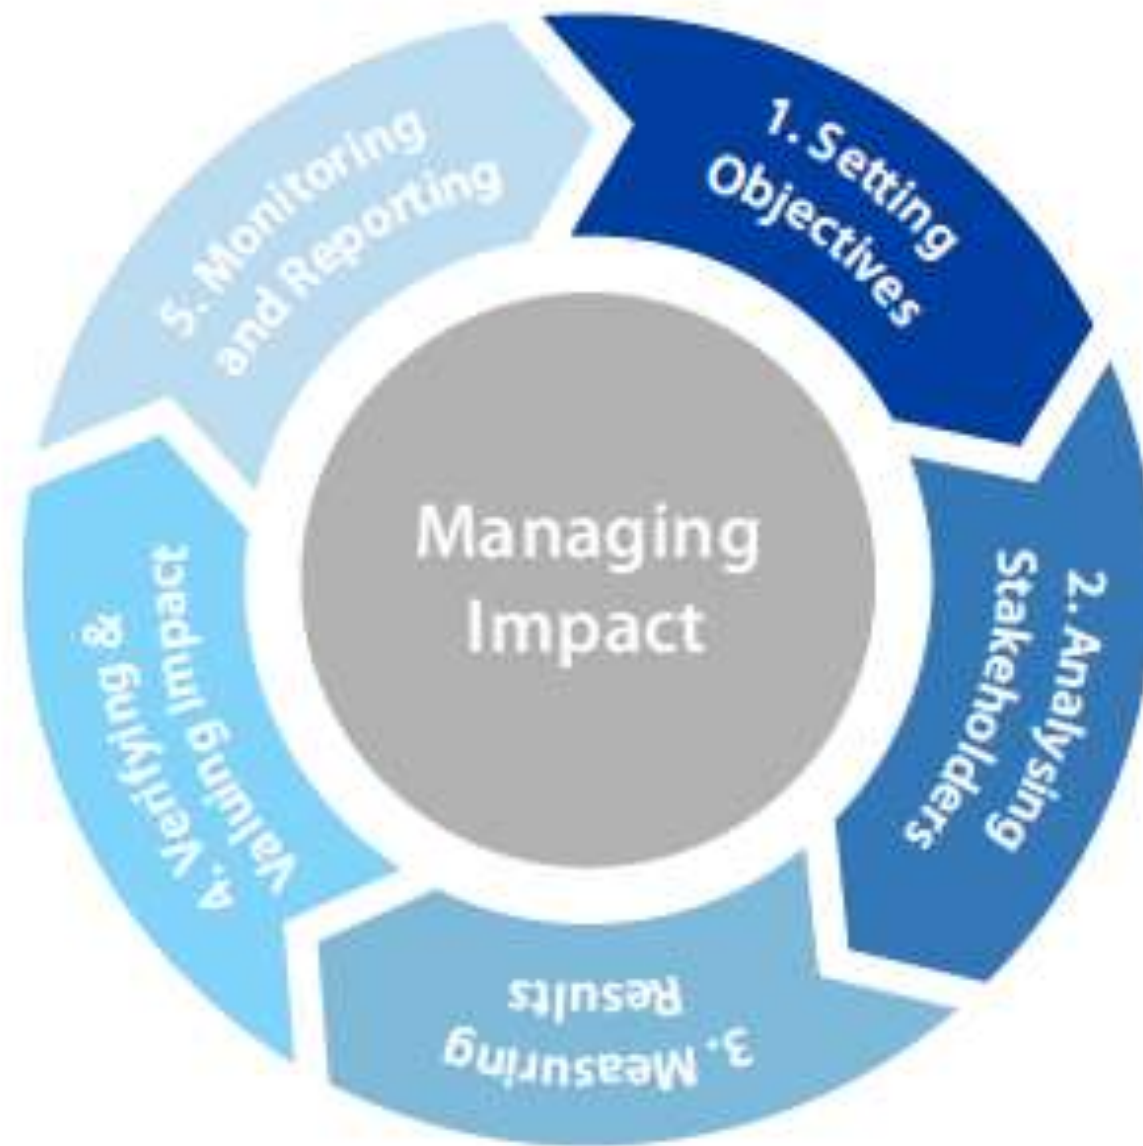 Managing
Impact
1. Setting
Objectives
2. Analysing
Stakeholders
3. Measuring
Results
4. Verifying &
Valuing Impact
5. Monitoring
and Reporting